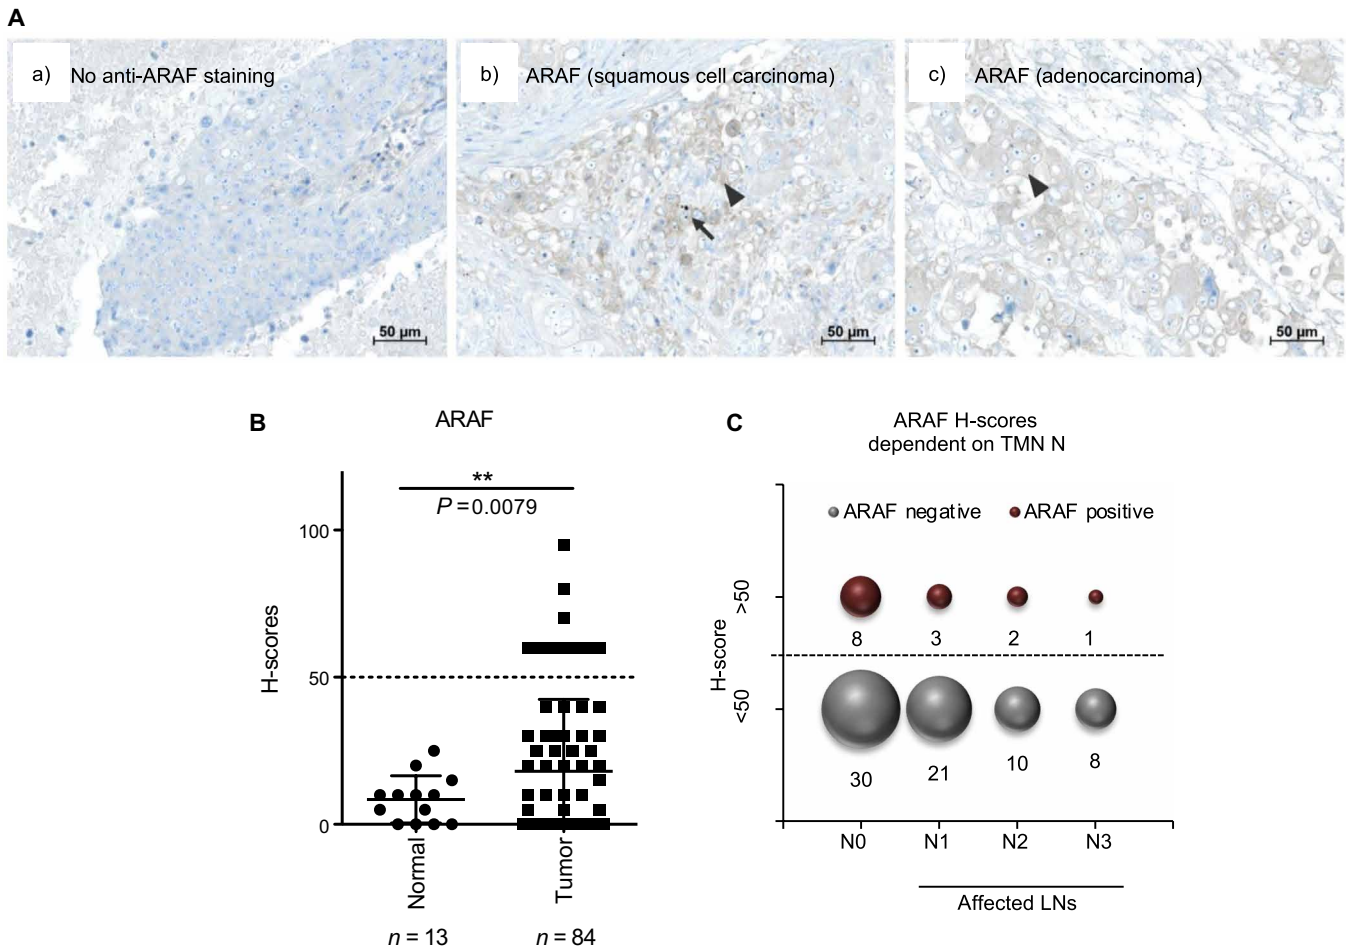 A
a) No anti-ARAF staining
b) ARAF (squamous cell carcinoma)
c) ARAF (adenocarcinoma)
50 µm
50 µm
50 µm
B
ARAF
**
P = 0.0079
H-scores
100
50
0
Normal
Tumor
n = 13
n = 84
C
ARAF H-scores
dependent on TMN N
ARAF negative
ARAF positive
H-score
>50
<50
8
3
2
1
30
21
10
8
N0
N1
N2
N3
Affected LNs